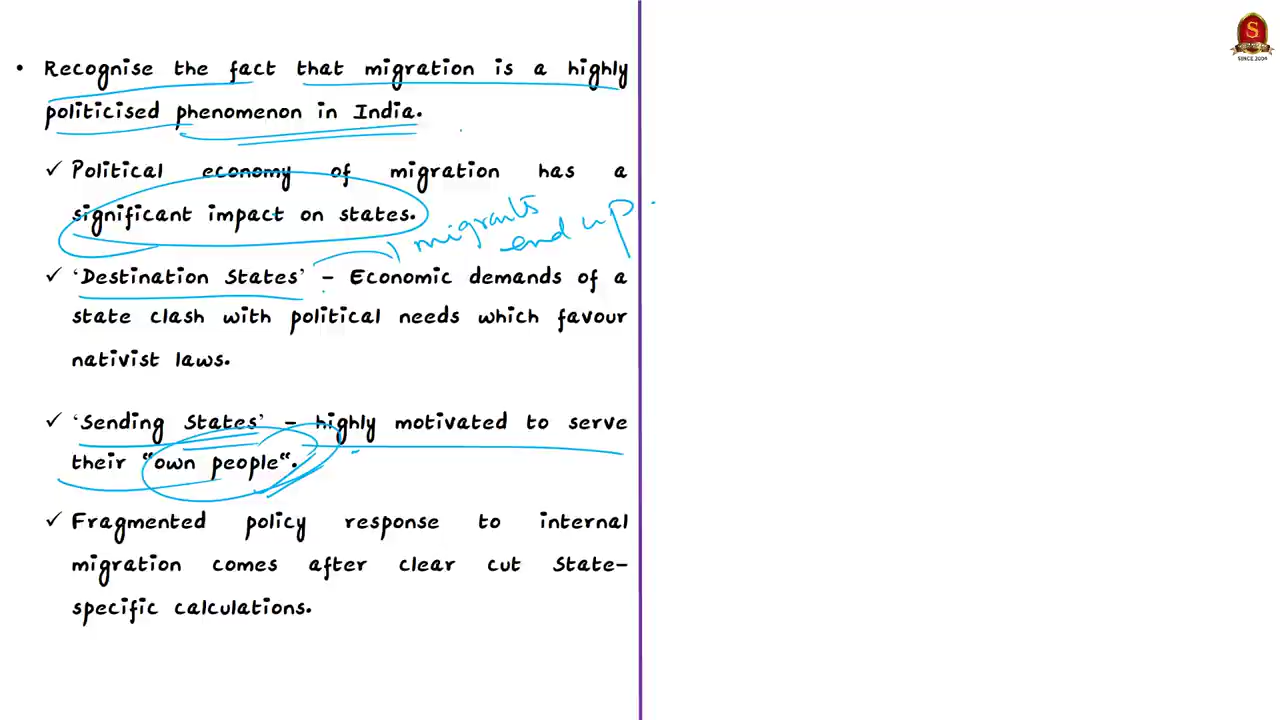 • Recognise the fact that migration is a highly
politicised phenomenon in India.
✓ Political economy of migration has a
significant impact on states.
migrants
end up
✓ ‘Destination States’ – Economic demands of a
state clash with political needs which favour
nativist laws.
✓ ‘Sending States’ – highly motivated to serve
their “own people“.
✓ Fragmented policy response to internal
migration comes after clear cut State-
specific calculations.
S
SINCE 2004